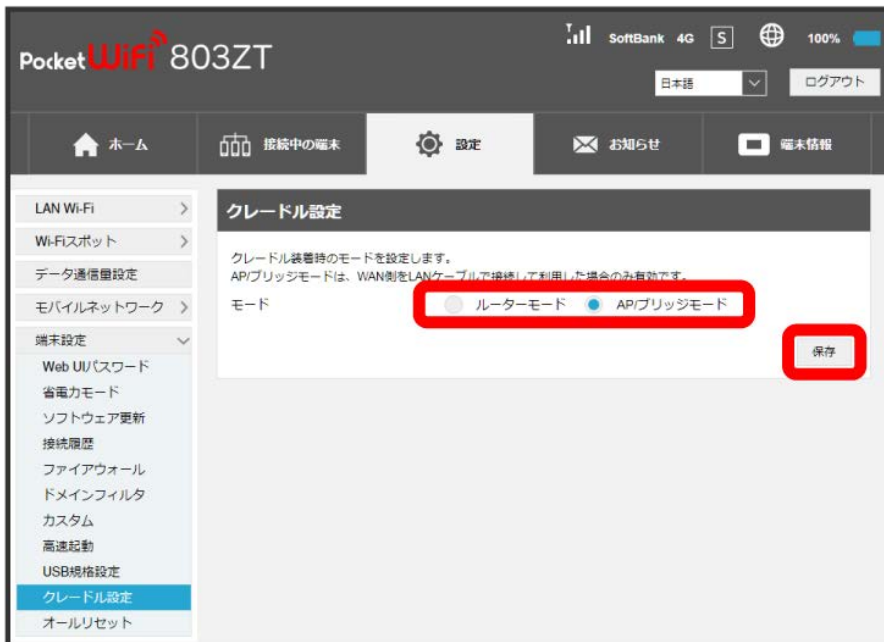 Pocket WiFi 803ZT
SoftBank 4G S 100%
日本語 ログアウト
ホーム 接続中の端末 設定 お知らせ 端末情報
LAN Wi-Fi
Wi-Fiスポット
データ通信量設定
モバイルネットワーク
端末設定
Web UIパスワード
省電力モード
ソフトウェア更新
接続履歴
ファイアウォール
ドメインフィルタ
カスタム
高速起動
USB規格設定
クレードル設定
オールリセット
クレードル設定
クレードル装着時のモードを設定します。
AP/ブリッジモードは、WAN側をLANケーブルで接続して利用した場合のみ有効です。
モード ルーターモード AP/ブリッジモード
保存